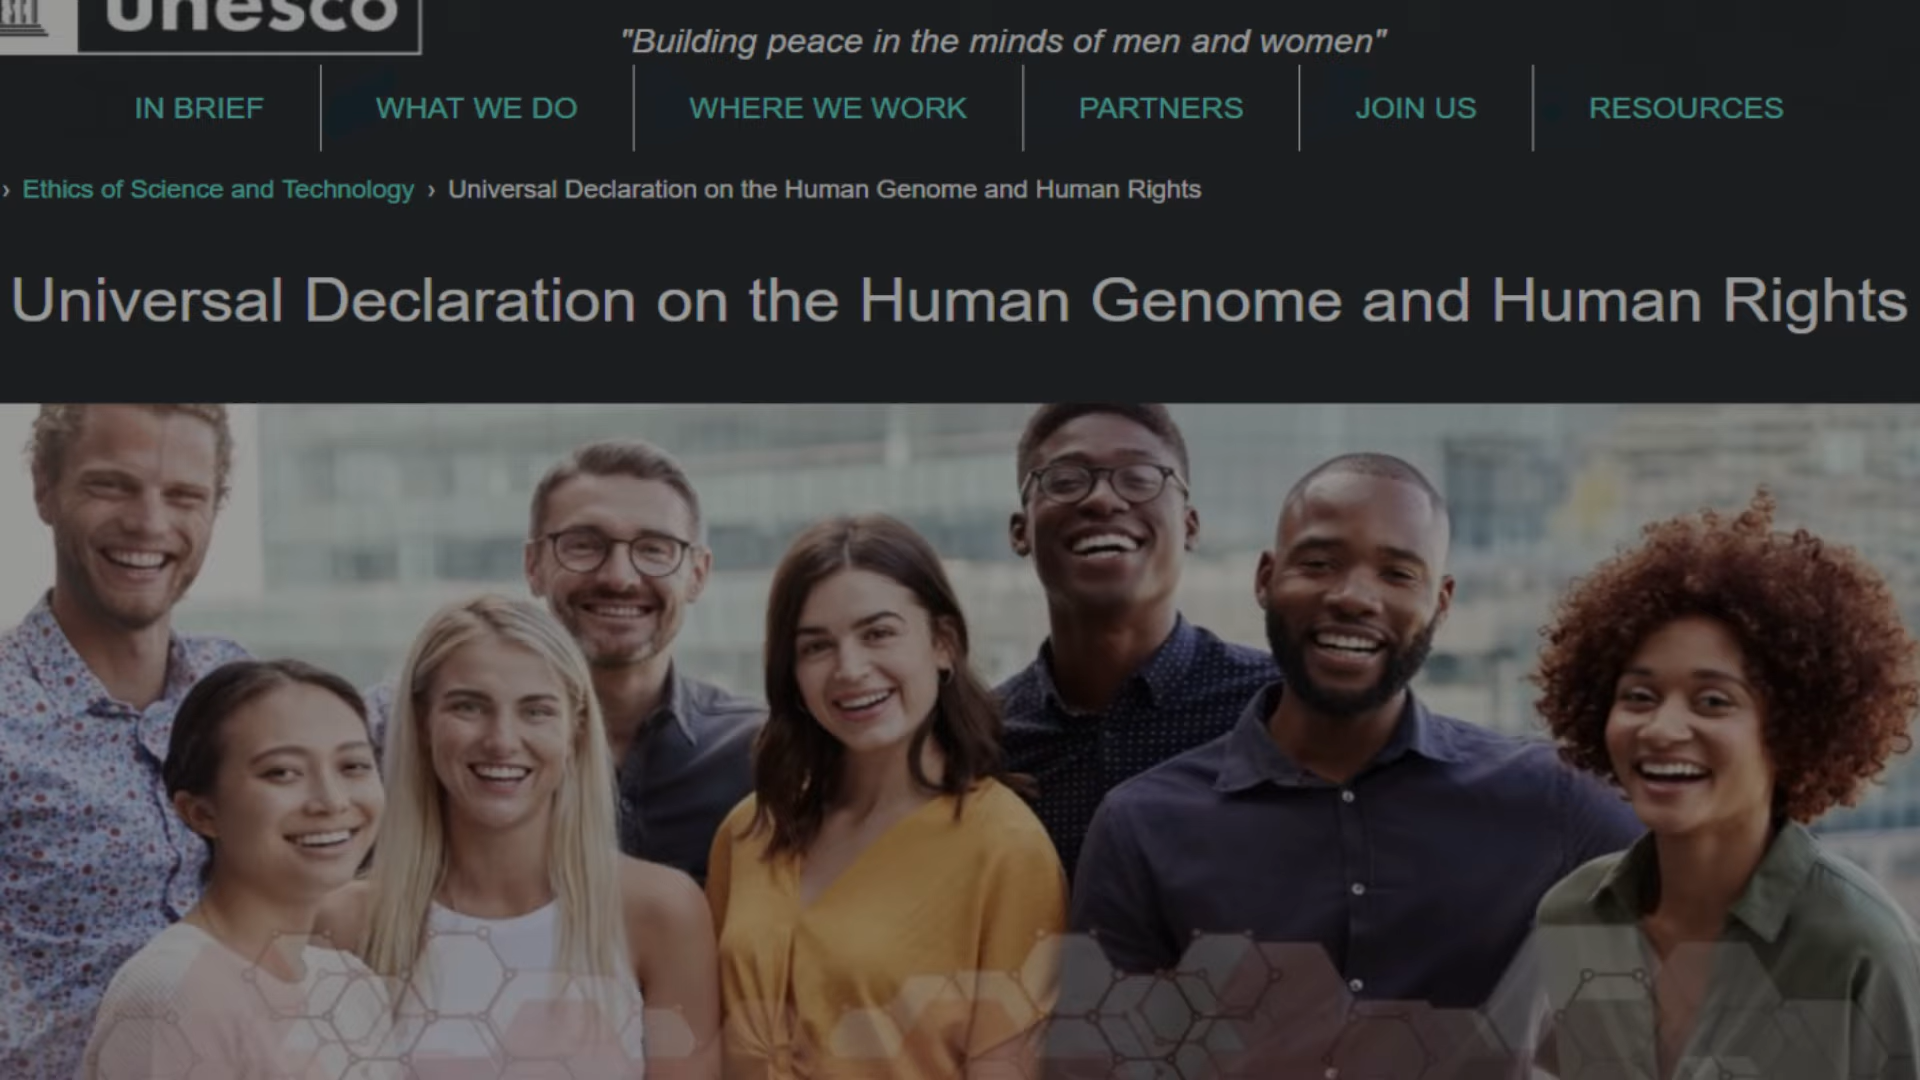 unesco
"Building peace in the minds of men and women"
IN BRIEF
WHAT WE DO
WHERE WE WORK
PARTNERS
JOIN US
RESOURCES
› Ethics of Science and Technology › Universal Declaration on the Human Genome and Human Rights
Universal Declaration on the Human Genome and Human Rights